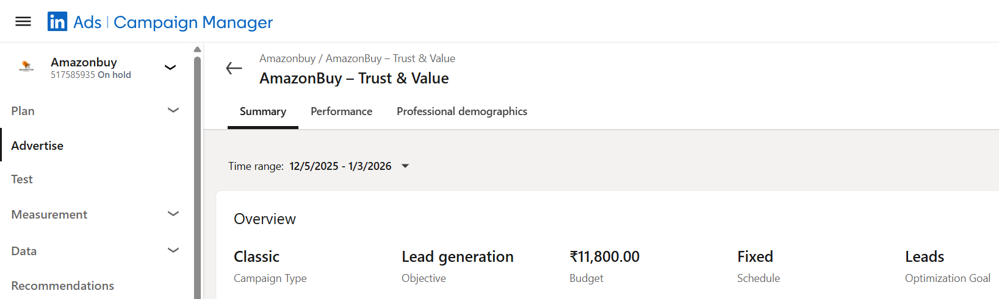 in Ads | Campaign Manager
Amazonbuy
517585935 On hold
Plan
Advertise
Test
Measurement
Data
Recommendations
Amazonbuy / AmazonBuy – Trust & Value
AmazonBuy – Trust & Value
Summary Performance Professional demographics
Time range: 12/5/2025 - 1/3/2026
Overview
Classic Lead generation ₹11,800.00 Fixed Leads
Campaign Type Objective Budget Schedule Optimization Goal